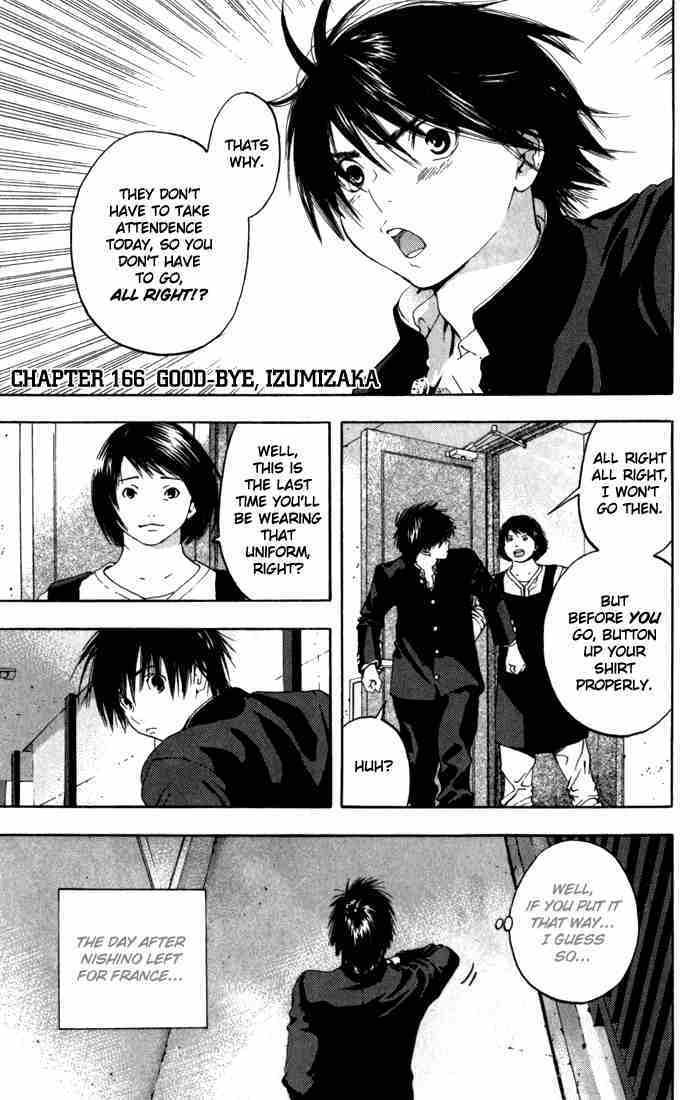 THATS
WHY.
THEY DON'T
HAVE TO TAKE
ATTENDENCE
TODAY, SO YOU
DON'T HAVE
TO GO,
ALL RIGHT!?
CHAPTER 166 GOOD-BYE, IZUMIZAKA
ALL RIGHT
ALL RIGHT,
I WON'T
GO THEN.
BUT
BEFORE YOU
GO, BUTTON
UP YOUR
SHIRT
PROPERLY.
HUH?
WELL,
THIS IS
THE LAST
TIME YOU'LL
BE WEARING
THAT
UNIFORM,
RIGHT?
WELL,
IF YOU PUT IT
THAT WAY...
I GUESS
SO...
THE DAY AFTER
NISHINO LEFT
FOR FRANCE...